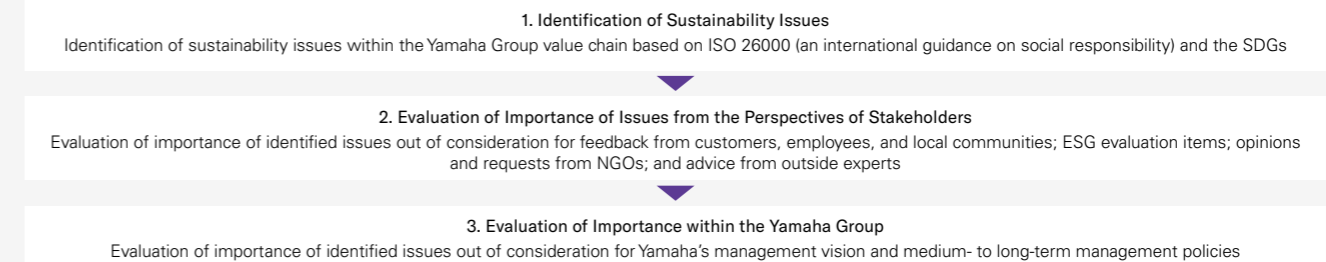 1. Identification of Sustainability Issues
Identification of sustainability issues within the Yamaha Group value chain based on ISO 26000 (an international guidance on social responsibility) and the SDGs
2. Evaluation of Importance of Issues from the Perspectives of Stakeholders
Evaluation of importance of identified issues out of consideration for feedback from customers, employees, and local communities; ESG evaluation items; opinions
and requests from NGOs; and advice from outside experts
3. Evaluation of Importance within the Yamaha Group
Evaluation of importance of identified issues out of consideration for Yamaha’s management vision and medium- to long-term management policies